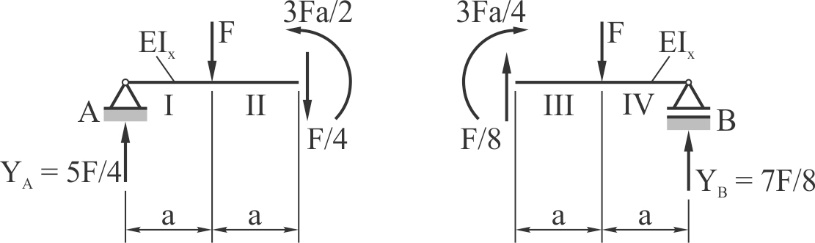 3Fa/2
3Fa/4
F
F
EIₓ
EIₓ
A
I
II
III
IV
B
F/4
F/8
Y_A = 5F/4
Y_B = 7F/8
a
a
a
a